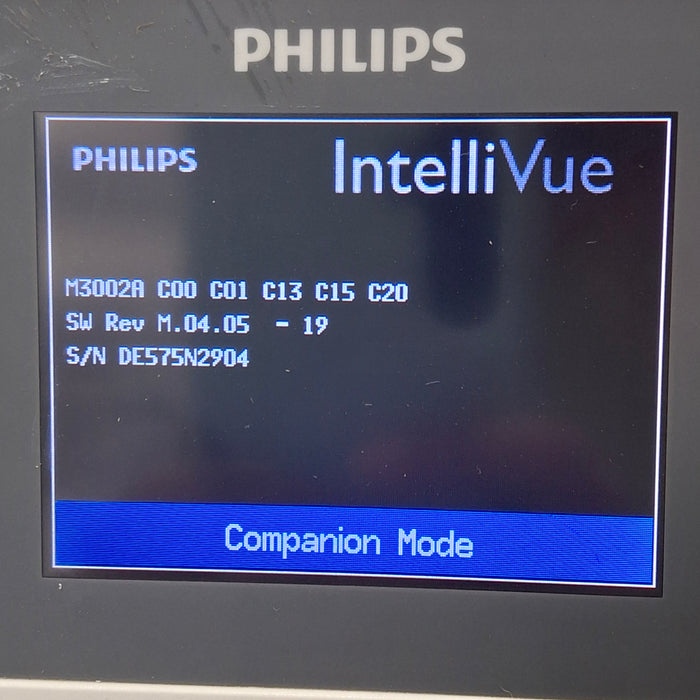 PHILIPS
PHILIPS IntelliVue
M3002A C00 C01 C13 C15 C20
SW Rev M.04.05 - 19
S/N DE575N2904
Companion Mode